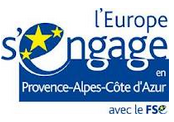 l'Europe
s'engage
en
Provence-Alpes-Côte d'Azur
avec le FSe